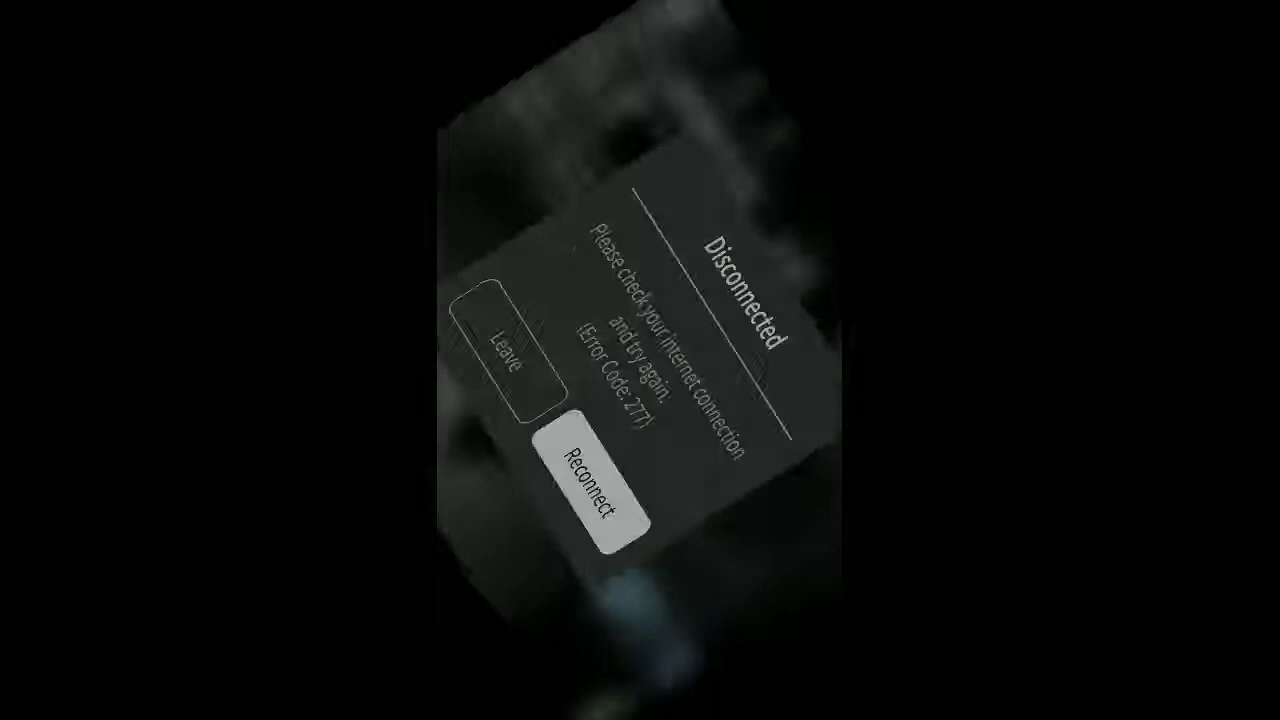 Disconnected
Please check your internet connection
and try again.
(Error Code: 277)
Leave
Reconnect